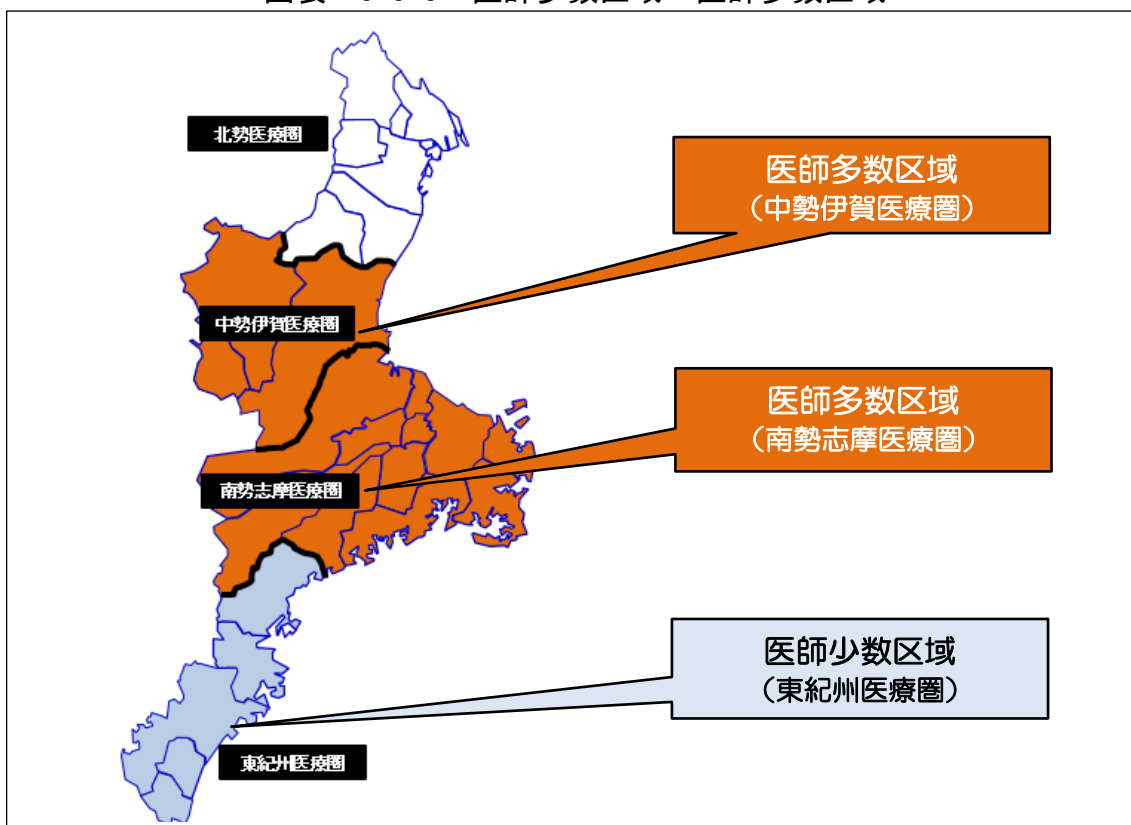 北勢医療圏
医師多数区域
（中勢伊賀医療圏）
中勢伊賀医療圏
医師多数区域
（南勢志摩医療圏）
南勢志摩医療圏
医師少数区域
（東紀州医療圏）
東紀州医療圏